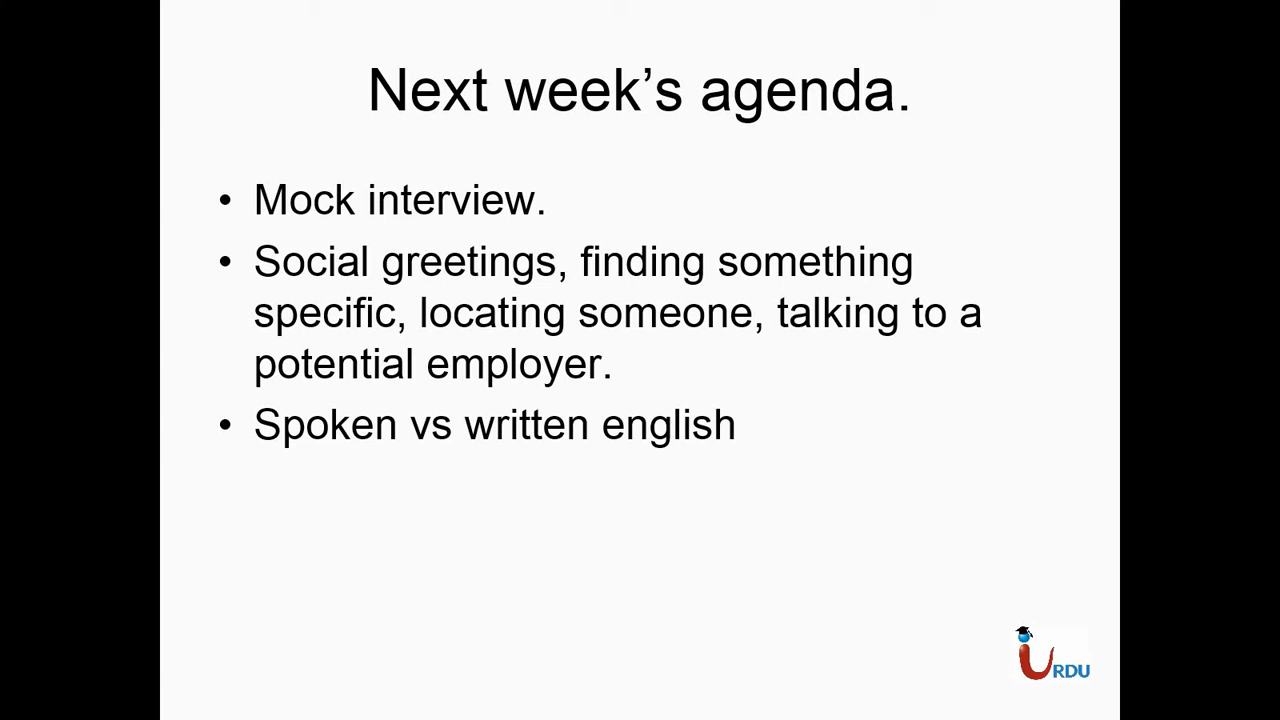 Next week’s agenda.
• Mock interview.
• Social greetings, finding something
specific, locating someone, talking to a
potential employer.
• Spoken vs written english
iURDU